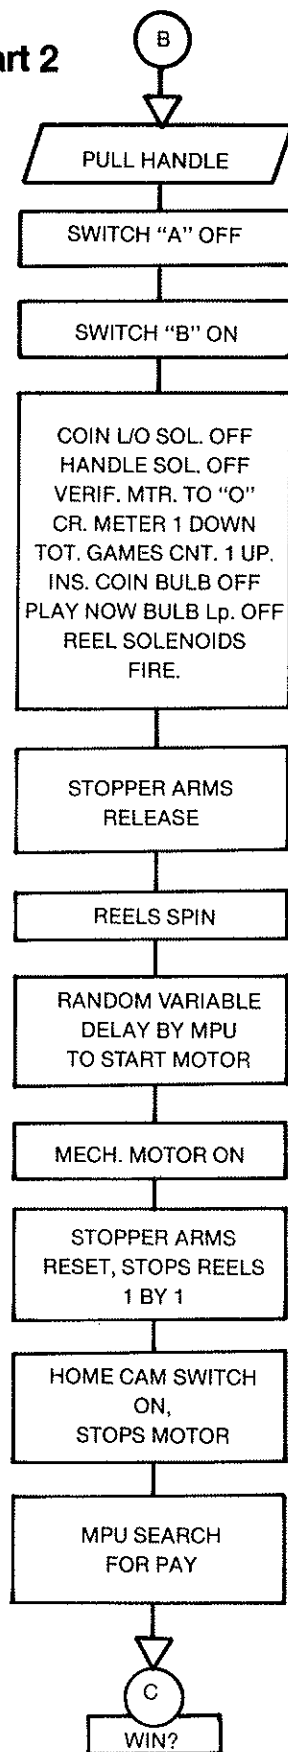 art 2
B
PULL HANDLE
SWITCH "A" OFF
SWITCH "B" ON
COIN L/O SOL. OFF
HANDLE SOL. OFF
VERIF. MTR. TO "O"
CR. METER 1 DOWN
TOT. GAMES CNT. 1 UP.
INS. COIN BULB OFF
PLAY NOW BULB Lp. OFF
REEL SOLENOIDS
FIRE.
STOPPER ARMS
RELEASE
REELS SPIN
RANDOM VARIABLE
DELAY BY MPU
TO START MOTOR
MECH. MOTOR ON
STOPPER ARMS
RESET, STOPS REELS
1 BY 1
HOME CAM SWITCH
ON,
STOPS MOTOR
MPU SEARCH
FOR PAY
C
WIN?